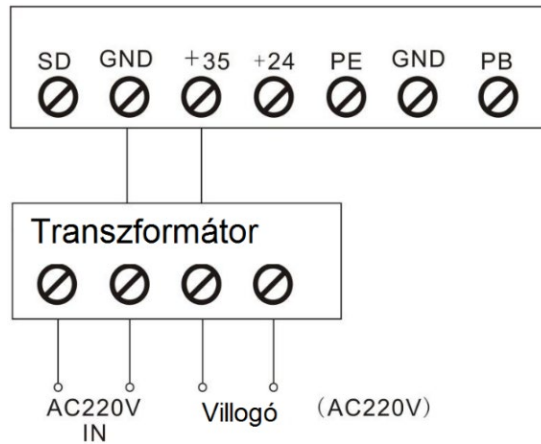 SD GND +35 +24 PE GND PB
Transzformátor
AC220V Villogó (AC220V)
IN